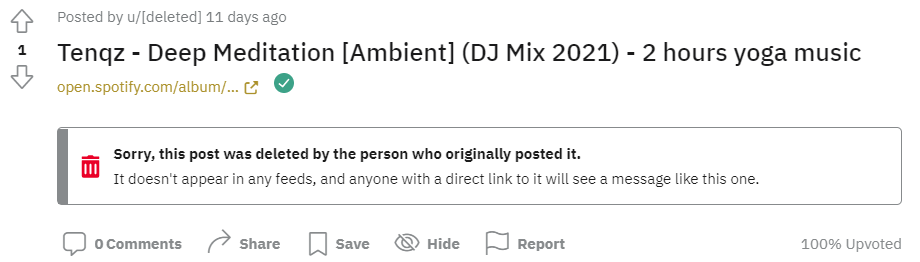 Posted by u/[deleted] 11 days ago
1
Tenqz - Deep Meditation [Ambient] (DJ Mix 2021) - 2 hours yoga music
open.spotify.com/album/...
Sorry, this post was deleted by the person who originally posted it.
It doesn't appear in any feeds, and anyone with a direct link to it will see a message like this one.
0 Comments Share Save Hide Report 100% Upvoted